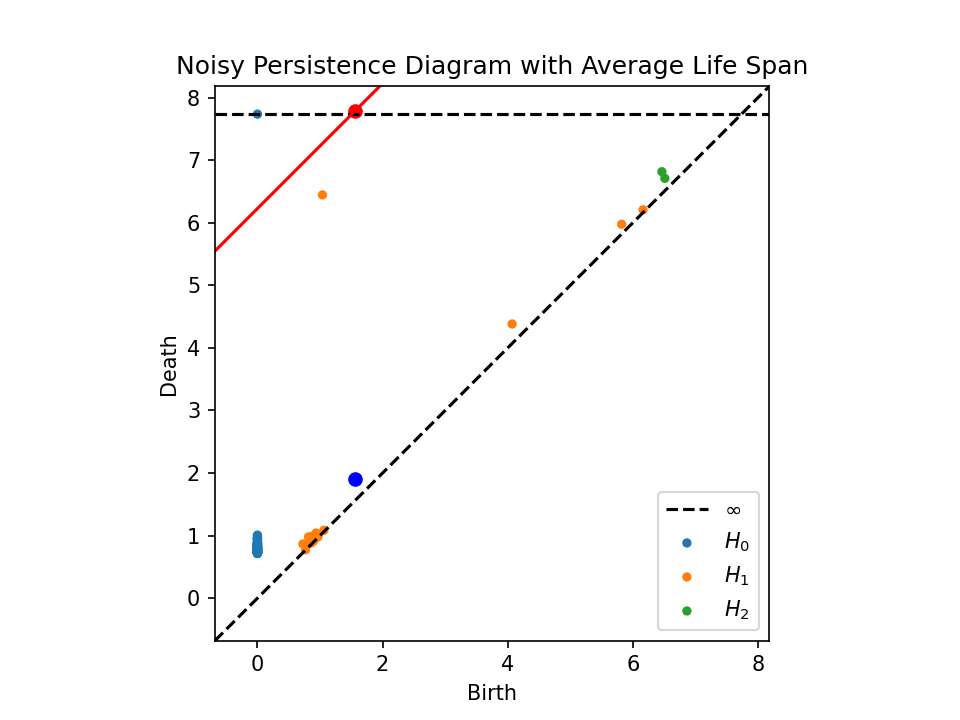 Noisy Persistence Diagram with Average Life Span
8
7
6
5
4
3
2
1
0
Death
∞
H₀
H₁
H₂
0 2 4 6 8
Birth